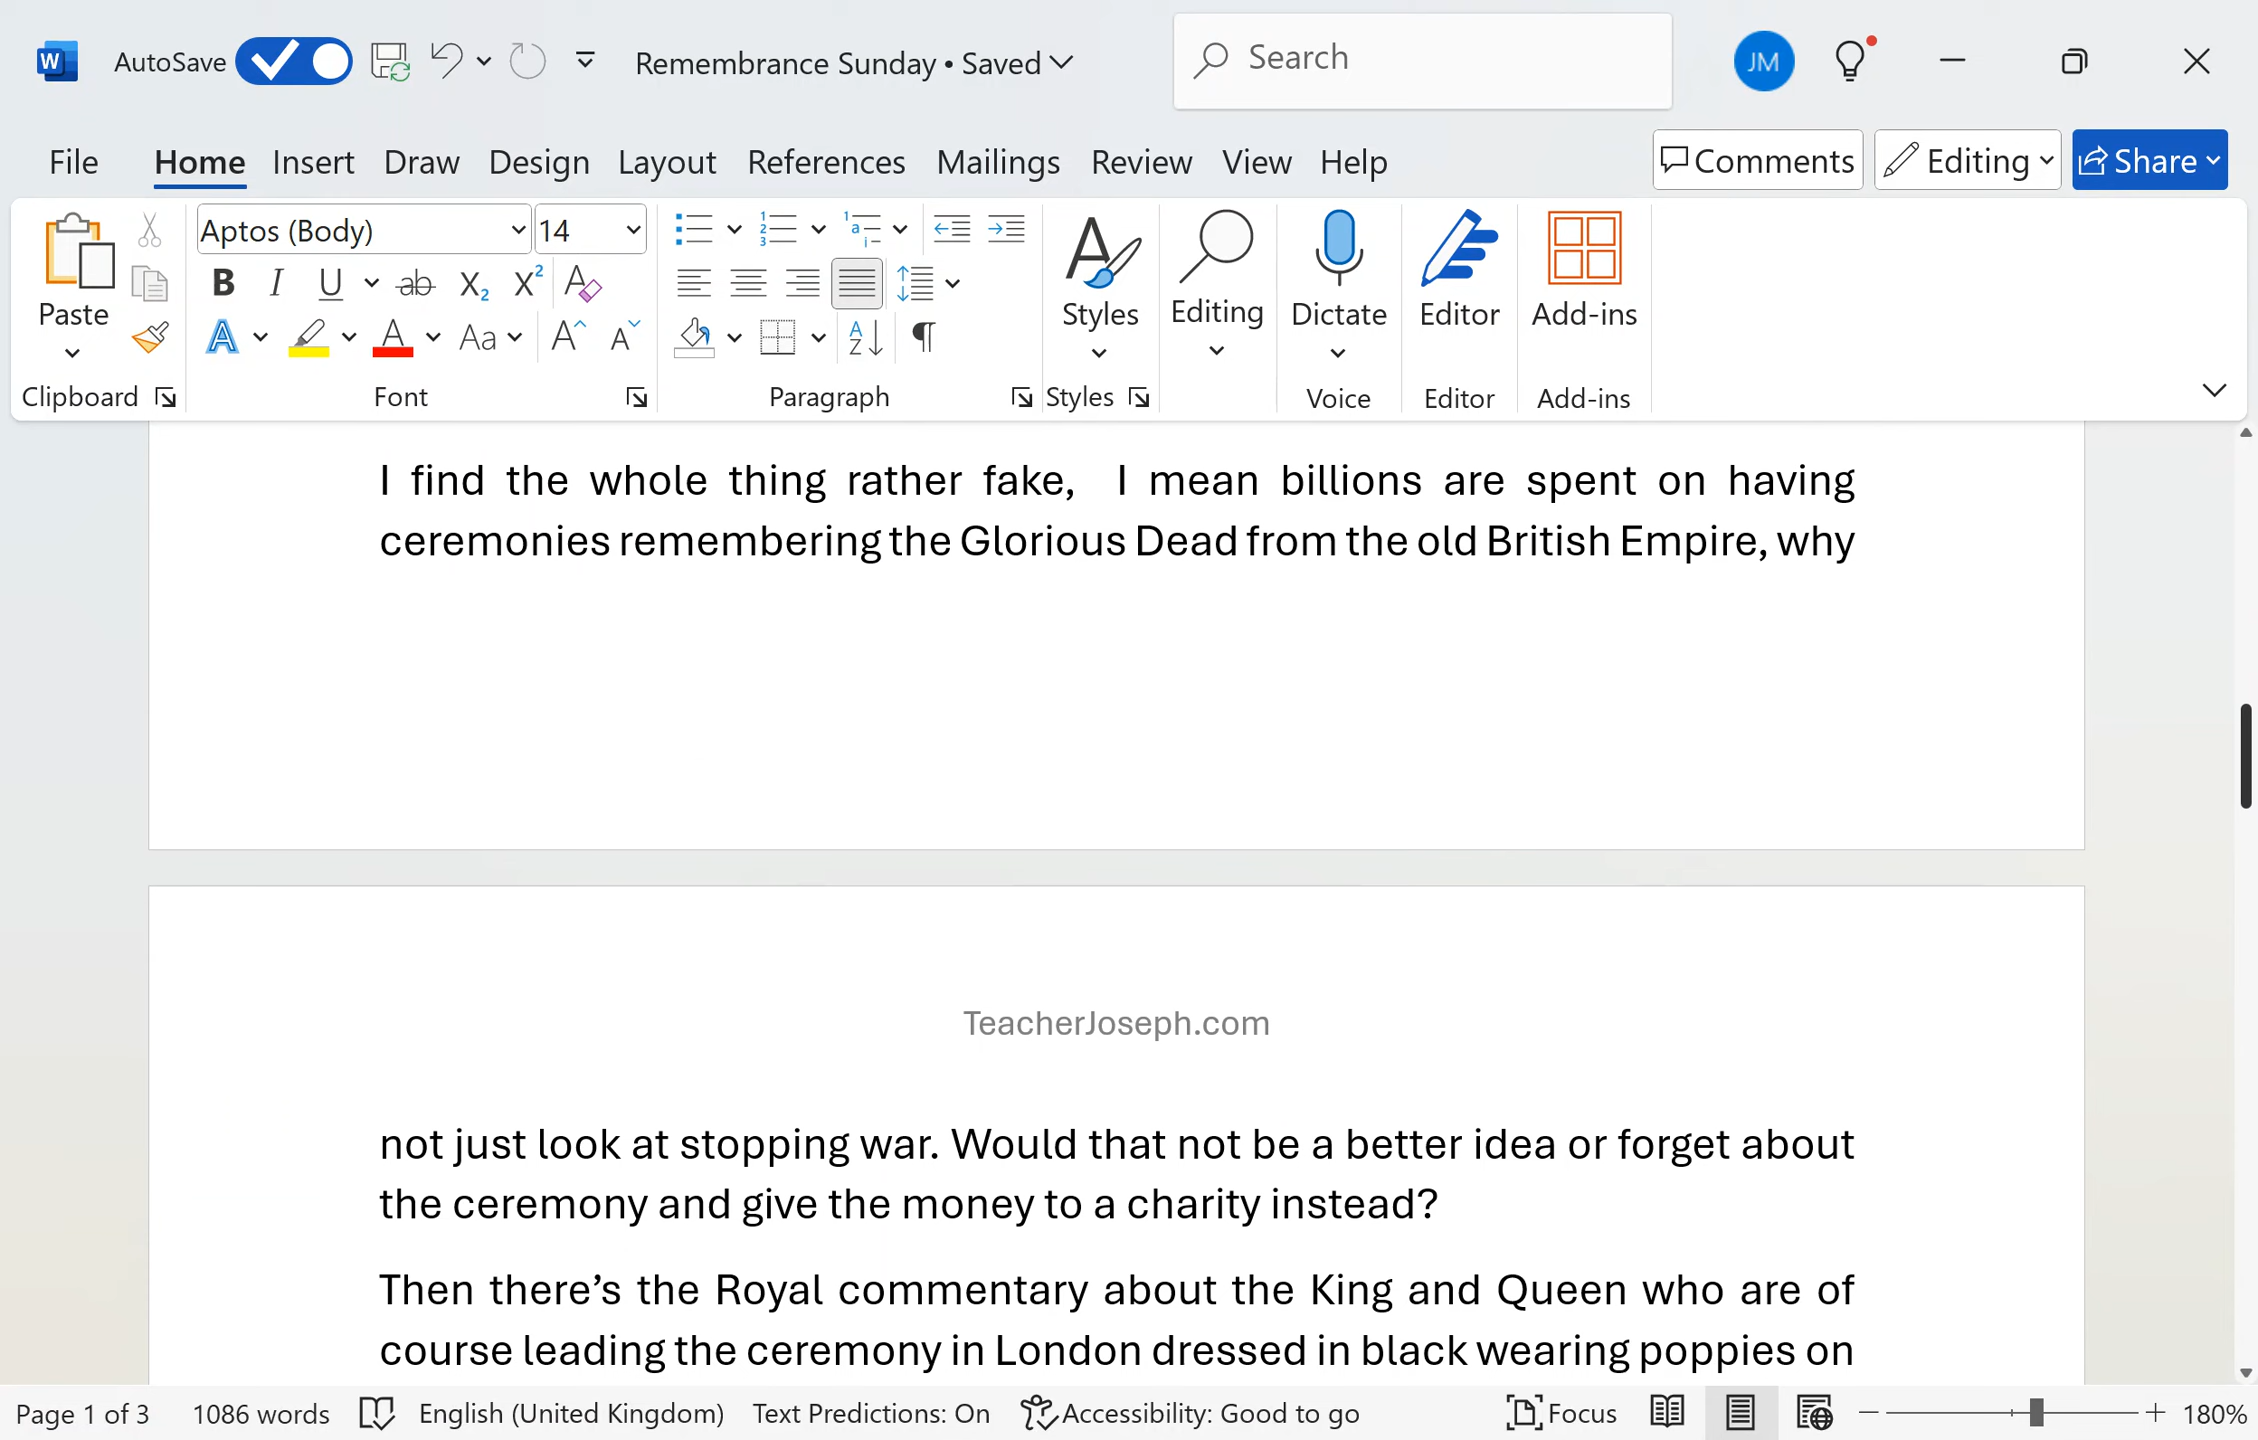 AutoSave
Remembrance Sunday • Saved
Search
JM
File Home Insert Draw Design Layout References Mailings Review View Help
Comments Editing Share
Aptos (Body) 14
Paste
Styles
Editing
Dictate
Editor
Add-ins
Clipboard
Font
Paragraph
Styles
Voice
Editor
Add-ins
I find the whole thing rather fake,  I mean billions are spent on having
ceremonies remembering the Glorious Dead from the old British Empire, why
TeacherJoseph.com
not just look at stopping war. Would that not be a better idea or forget about
the ceremony and give the money to a charity instead?
Then there’s the Royal commentary about the King and Queen who are of
course leading the ceremony in London dressed in black wearing poppies on
Page 1 of 3 1086 words English (United Kingdom) Text Predictions: On Accessibility: Good to go Focus 180%